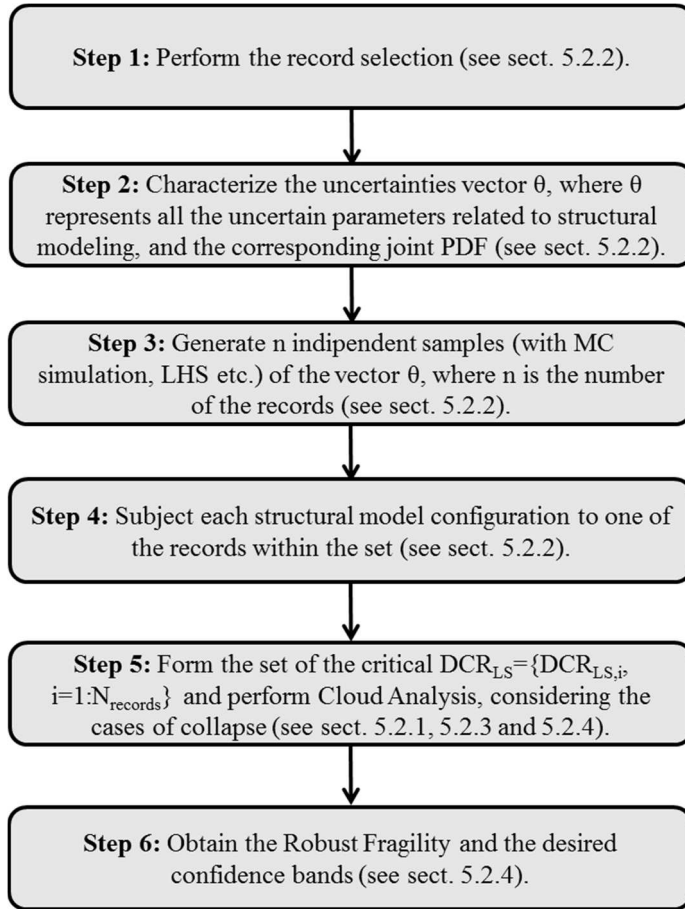 Step 1: Perform the record selection (see sect. 5.2.2).
Step 2: Characterize the uncertainties vector θ, where θ
represents all the uncertain parameters related to structural
modeling, and the corresponding joint PDF (see sect. 5.2.2).
Step 3: Generate n indipendent samples (with MC
simulation, LHS etc.) of the vector θ, where n is the number
of the records (see sect. 5.2.2).
Step 4: Subject each structural model configuration to one of
the records within the set (see sect. 5.2.2).
Step 5: Form the set of the critical DCR_LS={DCR_LS,i,
i=1:N_records} and perform Cloud Analysis, considering the
cases of collapse (see sect. 5.2.1, 5.2.3 and 5.2.4).
Step 6: Obtain the Robust Fragility and the desired
confidence bands (see sect. 5.2.4).